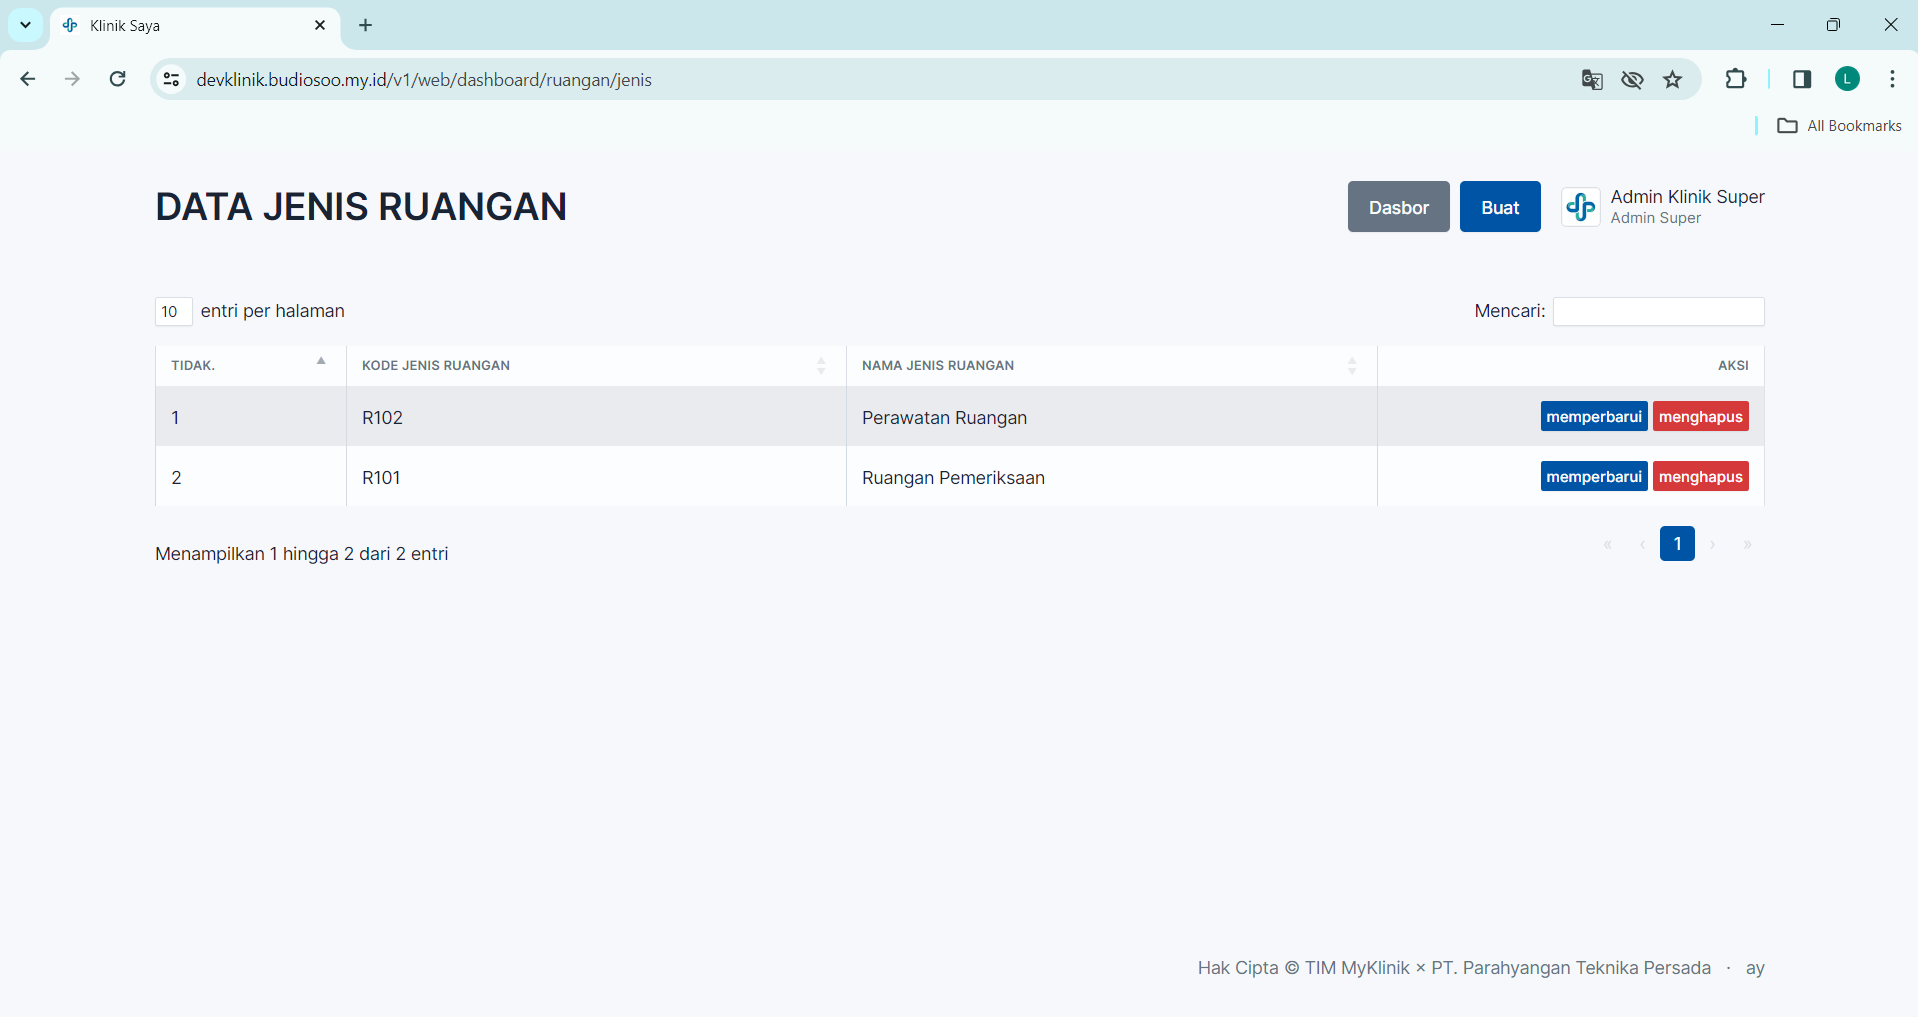 Klinik Saya
devklinik.budiosoo.my.id/v1/web/dashboard/ruangan/jenis
L
All Bookmarks
DATA JENIS RUANGAN
Dasbor
Buat
Admin Klinik Super
Admin Super
10 entri per halaman
Mencari:
TIDAK. KODE JENIS RUANGAN NAMA JENIS RUANGAN AKSI
1 R102 Perawatan Ruangan memperbarui menghapus
2 R101 Ruangan Pemeriksaan memperbarui menghapus
Menampilkan 1 hingga 2 dari 2 entri
« ‹ 1 › »
Hak Cipta © TIM MyKlinik × PT. Parahyangan Teknika Persada · ay